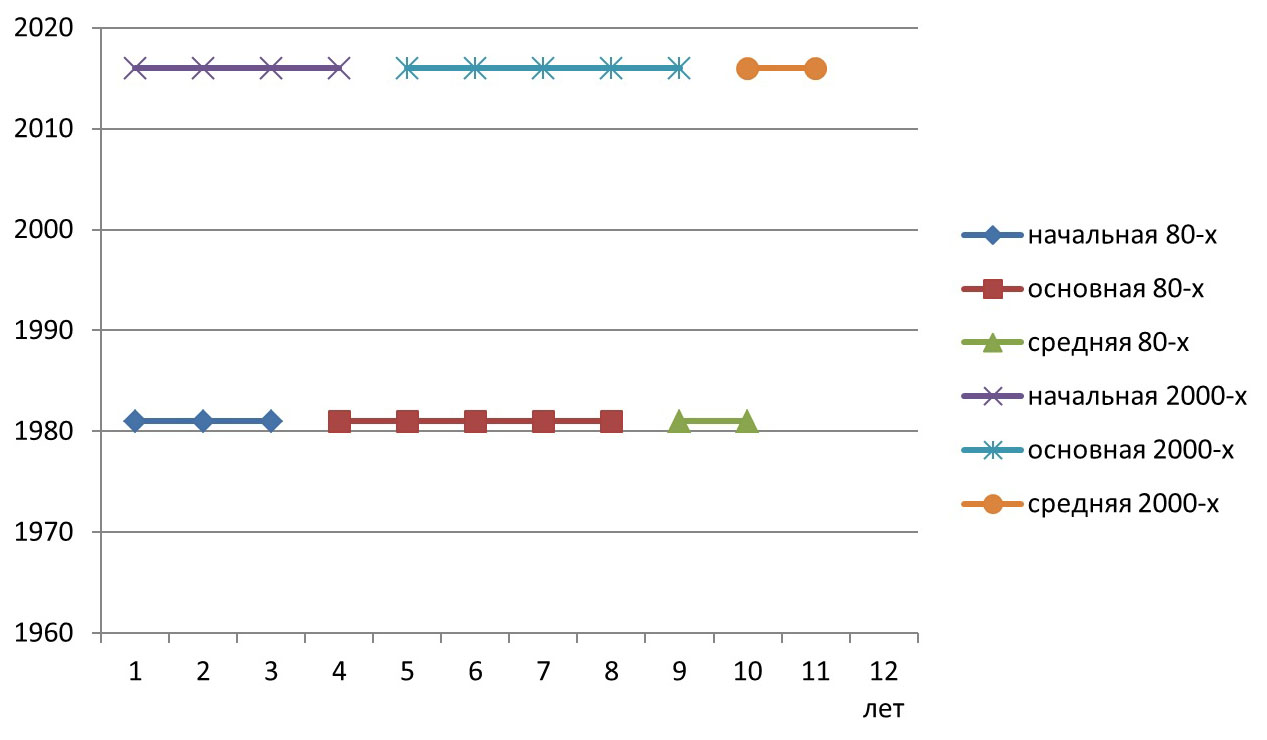 2020
2010
2000
1990
1980
1970
1960
1 2 3 4 5 6 7 8 9 10 11 12
лет
начальная 80-х
основная 80-х
средняя 80-х
начальная 2000-х
основная 2000-х
средняя 2000-х